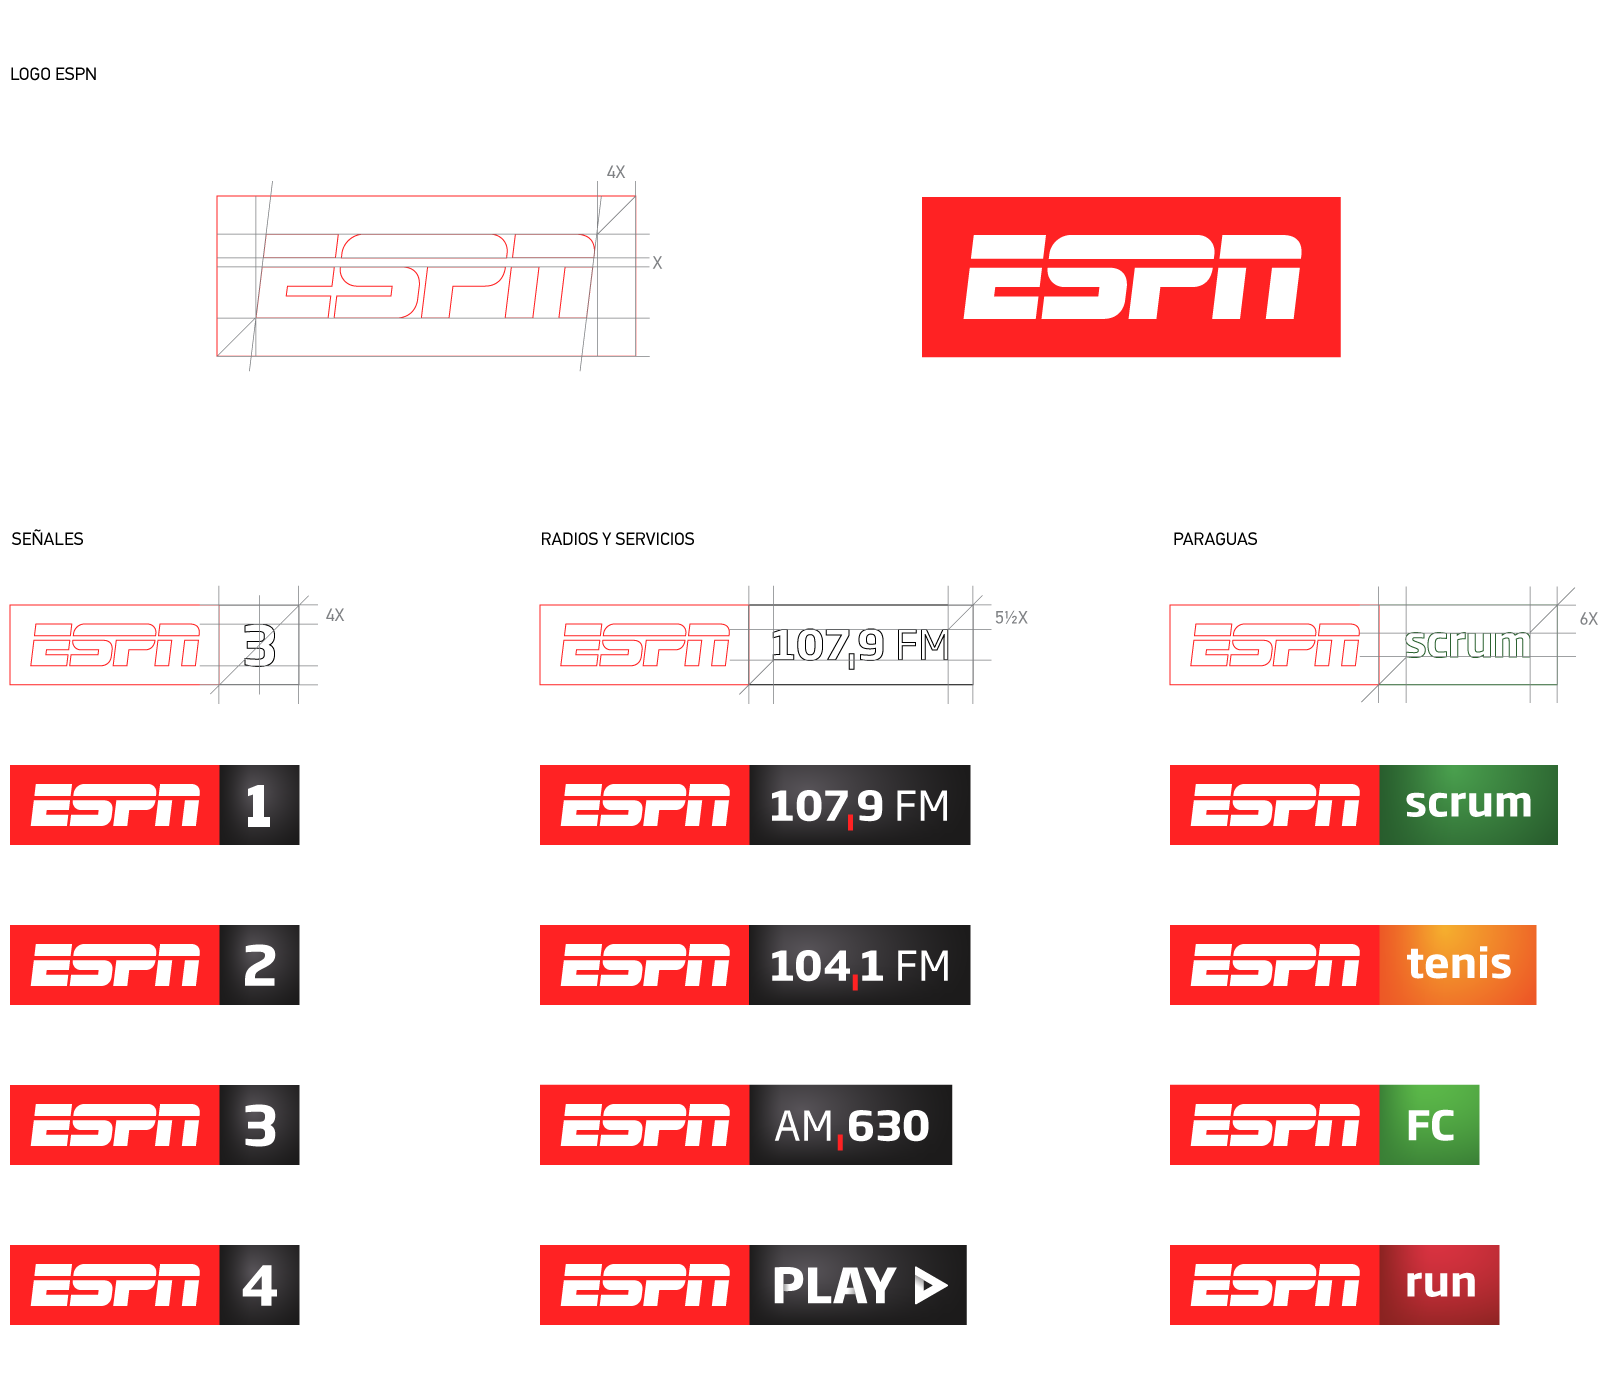 LOGO ESPN
4X
ESPN
X
ESPN
SEÑALES
RADIOS Y SERVICIOS
PARAGUAS
ESPN 3 4X
ESPN 107,9 FM 5½X
ESPN scrum 6X
ESPN 1
ESPN 107,9 FM
ESPN scrum
ESPN 2
ESPN 104,1 FM
ESPN tenis
ESPN 3
ESPN AM 630
ESPN FC
ESPN 4
ESPN PLAY
ESPN run